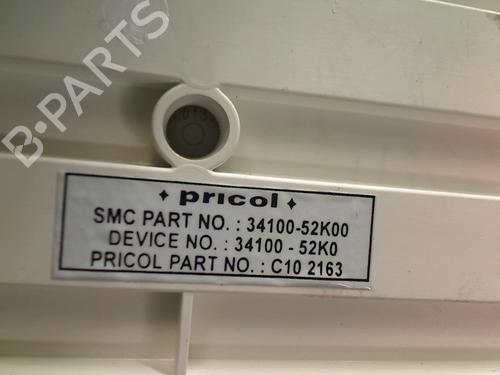 B-PARTS
pricol
SMC PART NO. : 34100-52K00
DEVICE NO. : 34100 - 52K0
PRICOL PART NO. : C10 2163